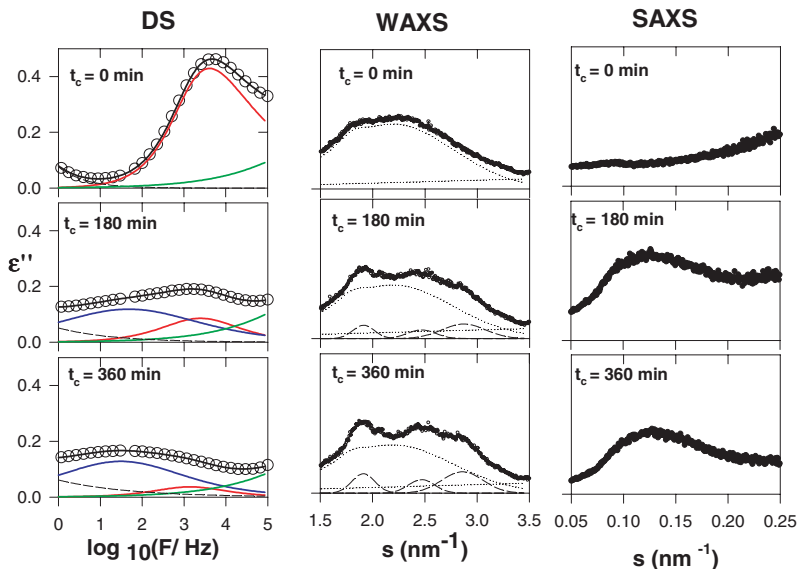 DS WAXS SAXS
t_c = 0 min t_c = 0 min t_c = 0 min
0.4
0.2
0.0
t_c = 180 min t_c = 180 min t_c = 180 min
0.4
ε''
0.2
0.0
t_c = 360 min t_c = 360 min t_c = 360 min
0.4
0.2
0.0
0 1 2 3 4 5 1.5 2.0 2.5 3.0 3.5 0.05 0.10 0.15 0.20 0.25
log 10(F/ Hz) s (nm⁻¹) s (nm ⁻¹)